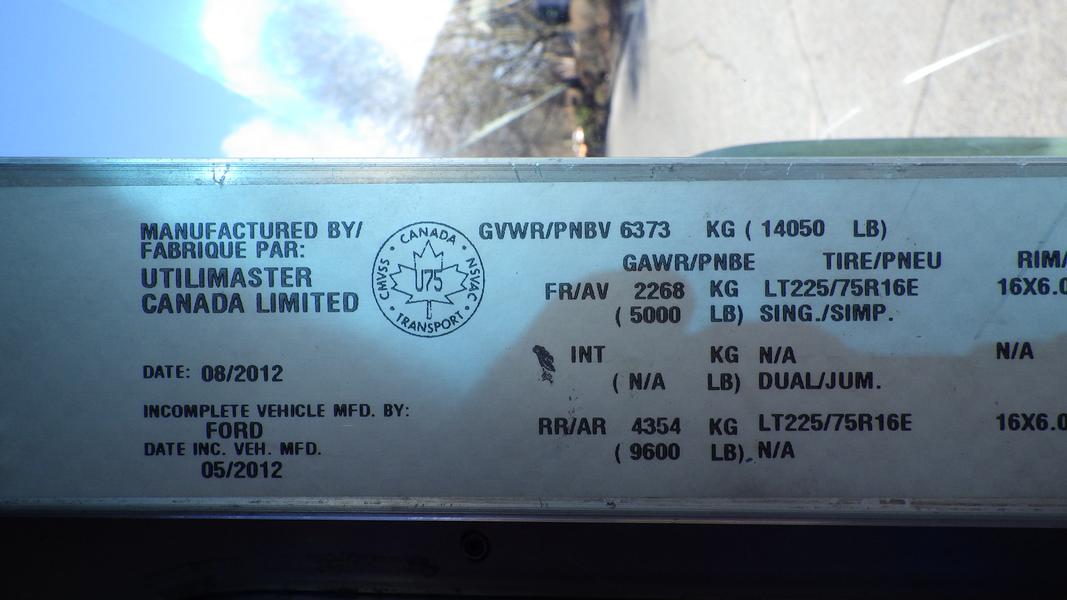 MANUFACTURED BY/
FABRIQUE PAR:
UTILIMASTER
CANADA LIMITED
DATE: 08/2012
INCOMPLETE VEHICLE MFD. BY:
FORD
DATE INC. VEH. MFD.
05/2012
CANADA
CMVSS • NSVAC
U75
TRANSPORT
GVWR/PNBV 6373 KG ( 14050 LB)
GAWR/PNBE TIRE/PNEU RIM/
FR/AV 2268 KG LT225/75R16E 16X6.0
( 5000 LB) SING./SIMP.
INT KG N/A N/A
( N/A LB) DUAL/JUM.
RR/AR 4354 KG LT225/75R16E 16X6.0
( 9600 LB) N/A